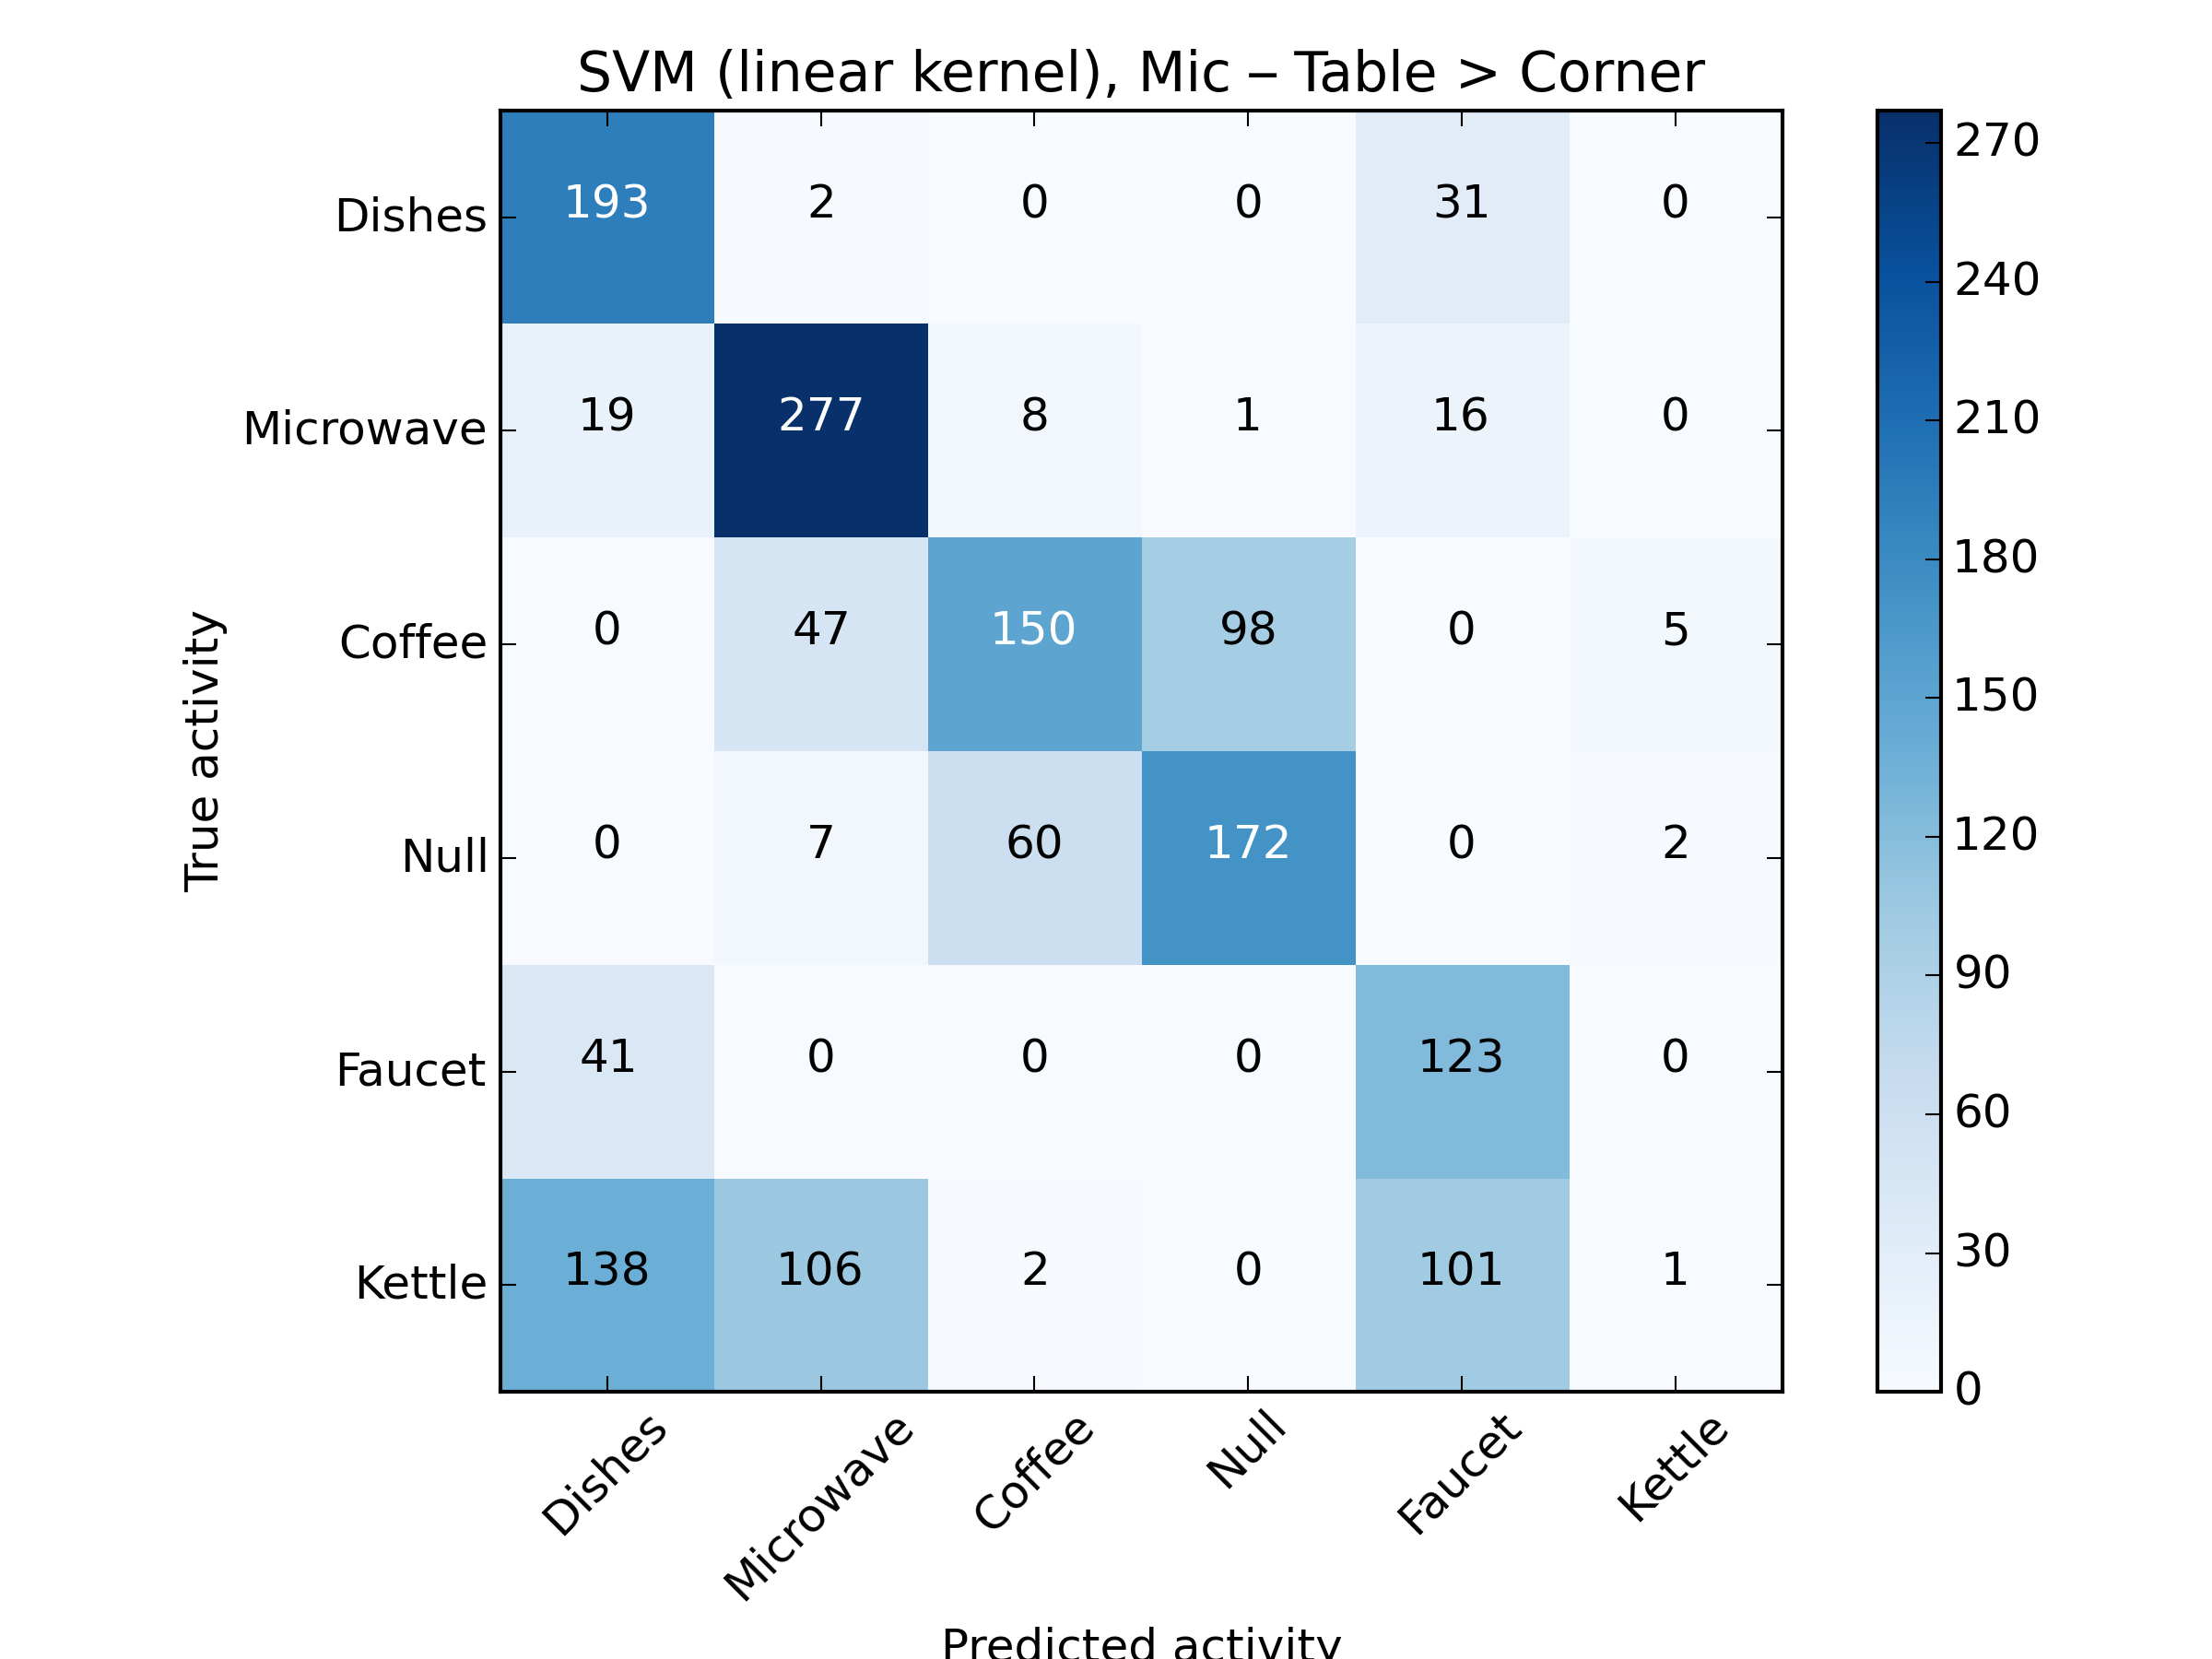 SVM (linear kernel), Mic – Table > Corner
Dishes 193 2 0 0 31 0
Microwave 19 277 8 1 16 0
Coffee 0 47 150 98 0 5
Null 0 7 60 172 0 2
Faucet 41 0 0 0 123 0
Kettle 138 106 2 0 101 1
True activity
Dishes Microwave Coffee Null Faucet Kettle
Predicted activity
270
240
210
180
150
120
90
60
30
0